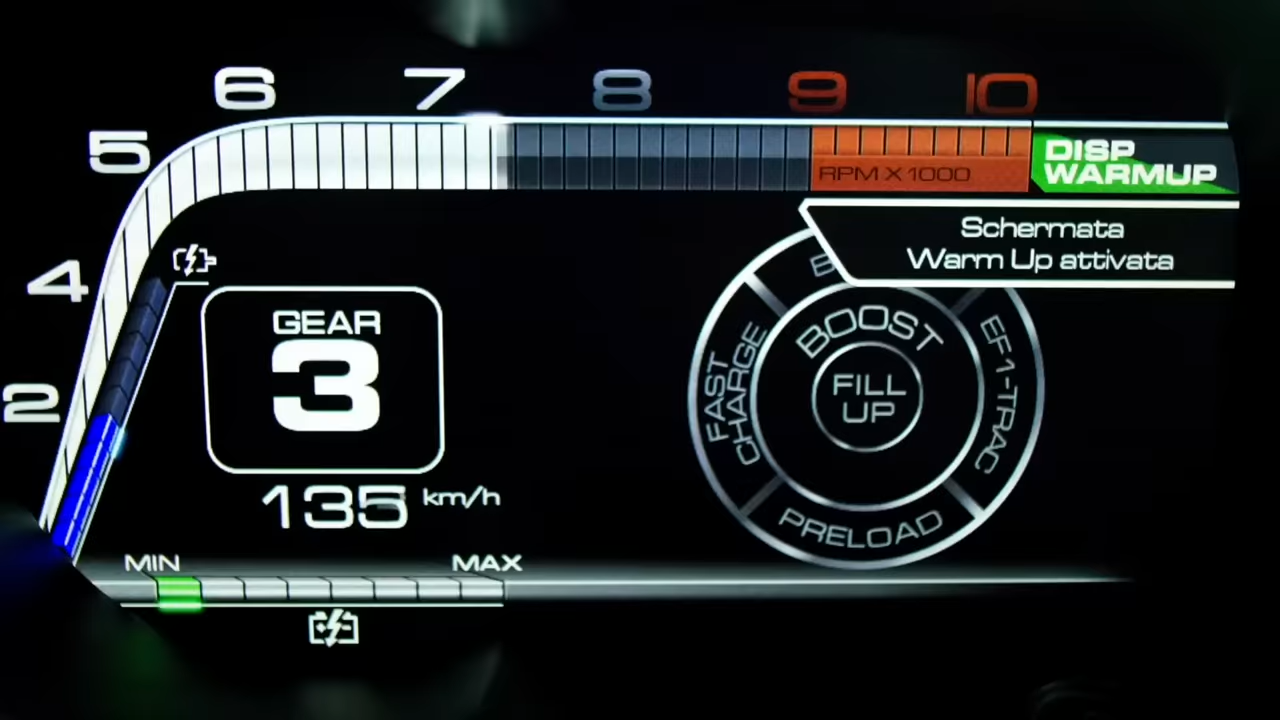 6 7 8 9 10
5
DISP
WARMUP
RPM X 1000
Schermata
Warm Up attivata
4
B
GEAR
3
BOOST
FAST
CHARGE
EF1-TRAC
FILL
UP
2
135 km/h
PRELOAD
MIN MAX